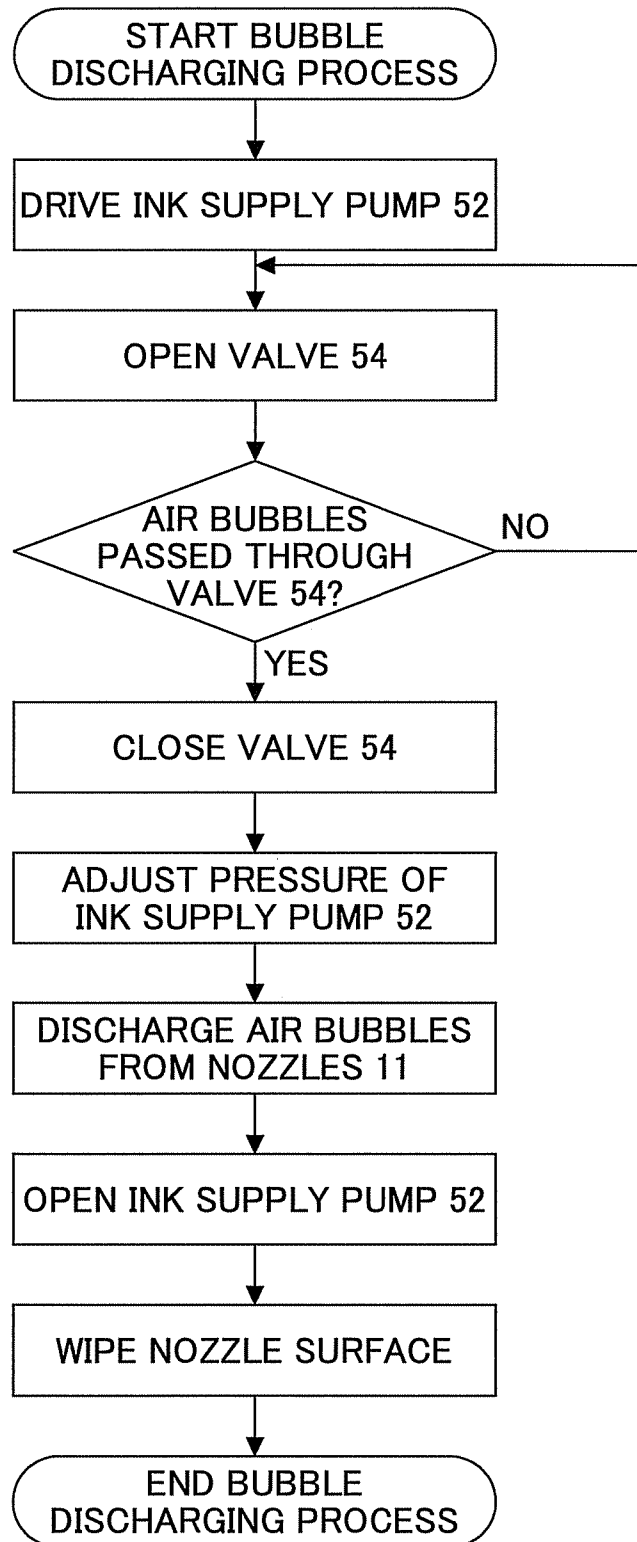 START BUBBLE
DISCHARGING PROCESS
DRIVE INK SUPPLY PUMP 52
OPEN VALVE 54
AIR BUBBLES
PASSED THROUGH
VALVE 54?
NO
YES
CLOSE VALVE 54
ADJUST PRESSURE OF
INK SUPPLY PUMP 52
DISCHARGE AIR BUBBLES
FROM NOZZLES 11
OPEN INK SUPPLY PUMP 52
WIPE NOZZLE SURFACE
END BUBBLE
DISCHARGING PROCESS